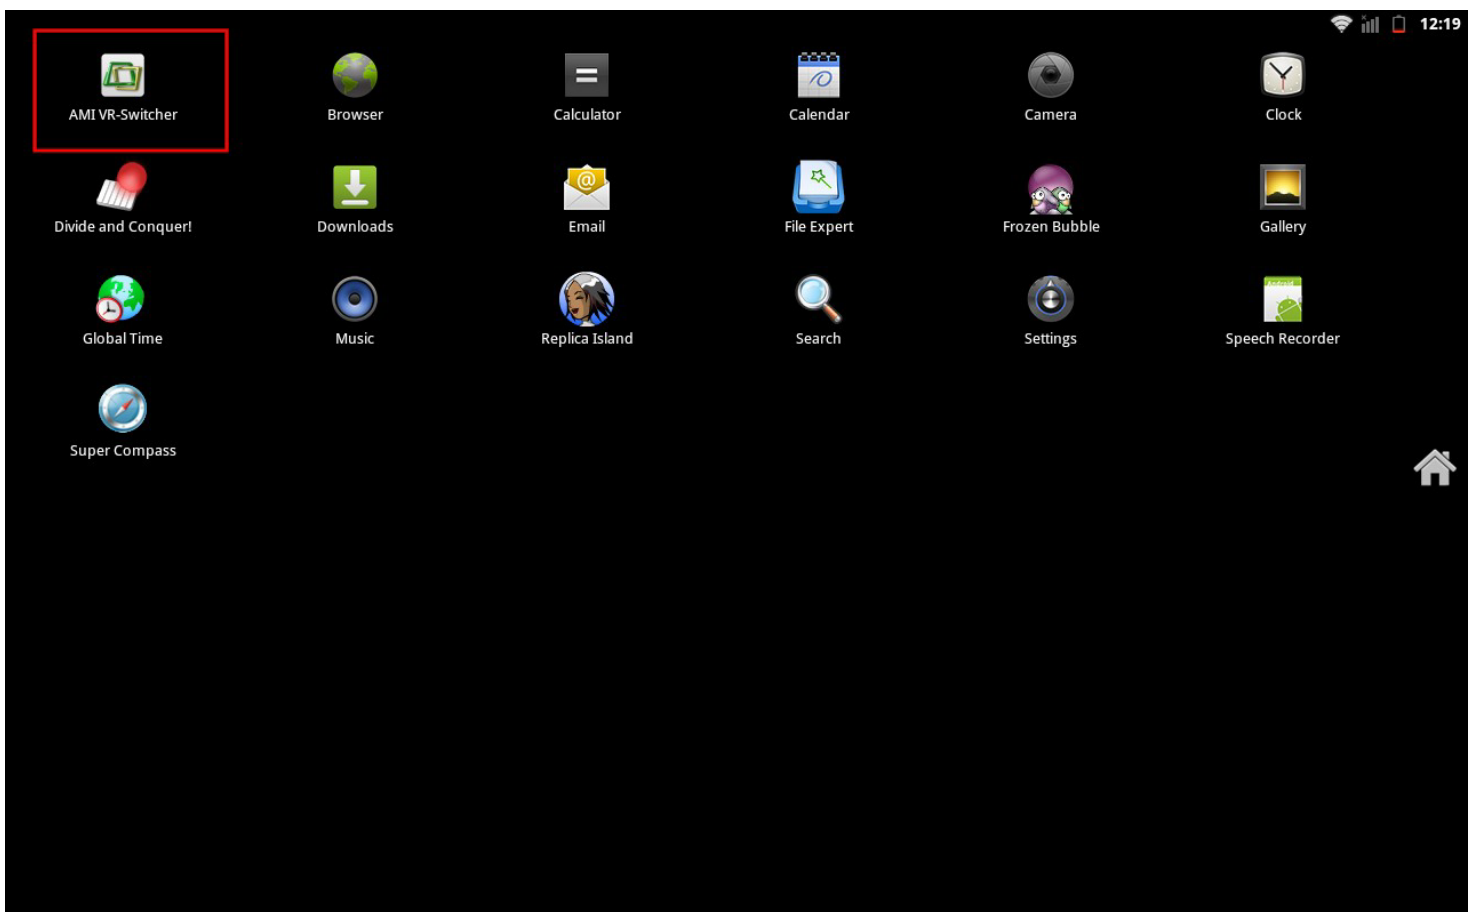 12:19
AMI VR-Switcher
Browser
Calculator
Calendar
Camera
Clock
Divide and Conquer!
Downloads
Email
File Expert
Frozen Bubble
Gallery
Global Time
Music
Replica Island
Search
Settings
Speech Recorder
Super Compass